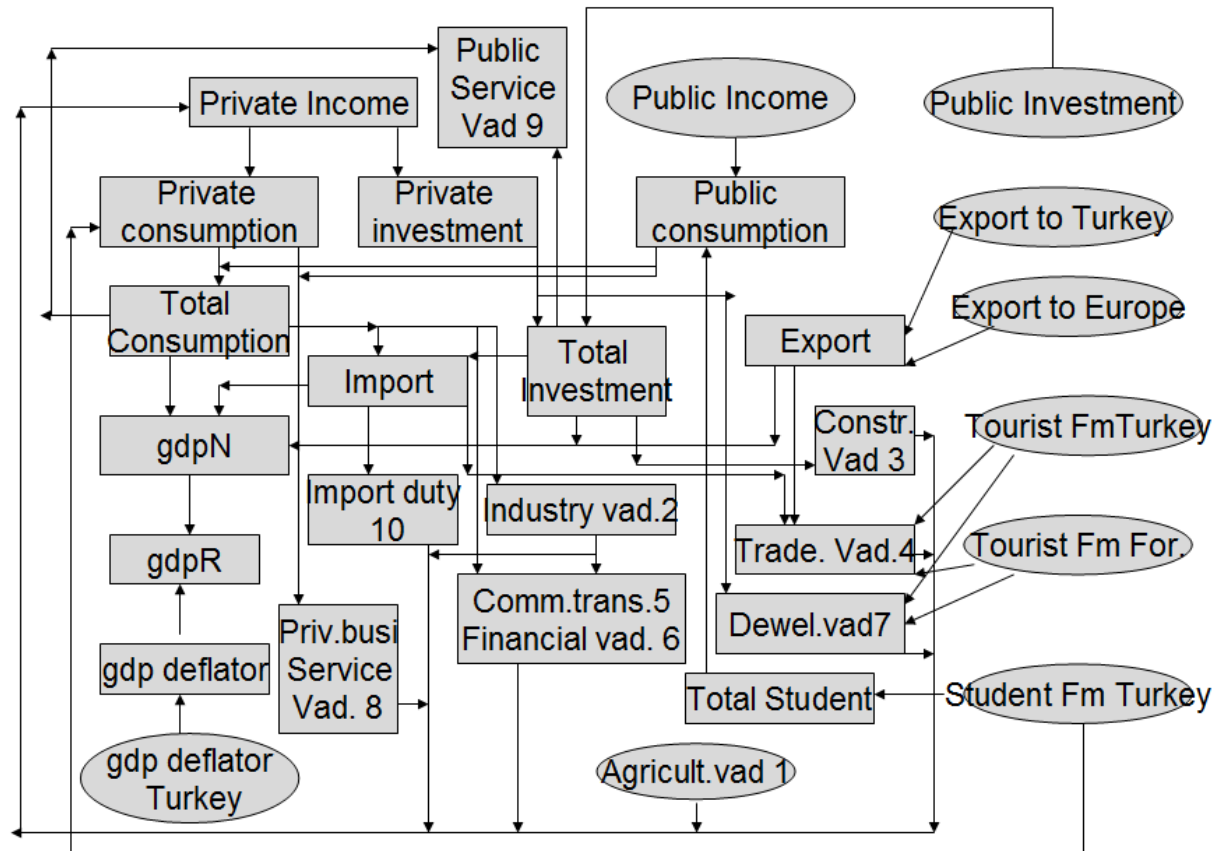 Public
Service
Vad 9
Private Income
Public Income
Public Investment
Private
consumption
Private
investment
Public
consumption
Export to Turkey
Total
Consumption
Export to Europe
Import
Total
Investment
Export
gdpN
Constr.
Vad 3
Tourist FmTurkey
Import duty
10
Industry vad.2
gdpR
Trade. Vad.4
Tourist Fm For.
Comm.trans.5
Financial vad. 6
Dewel.vad7
Priv.busi
Service
Vad. 8
gdp deflator
Total Student
Student Fm Turkey
gdp deflator
Turkey
Agricult.vad 1